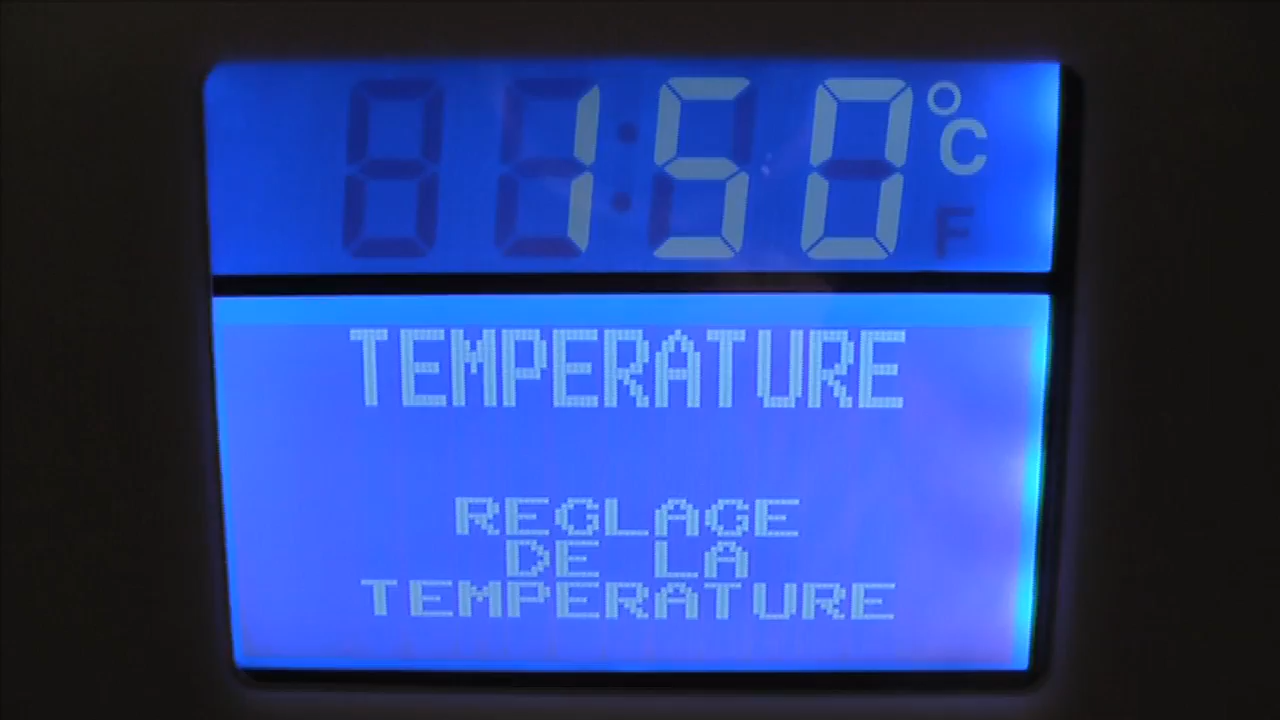 150 °C
F
TEMPERATURE
REGLAGE
DE LA
TEMPERATURE